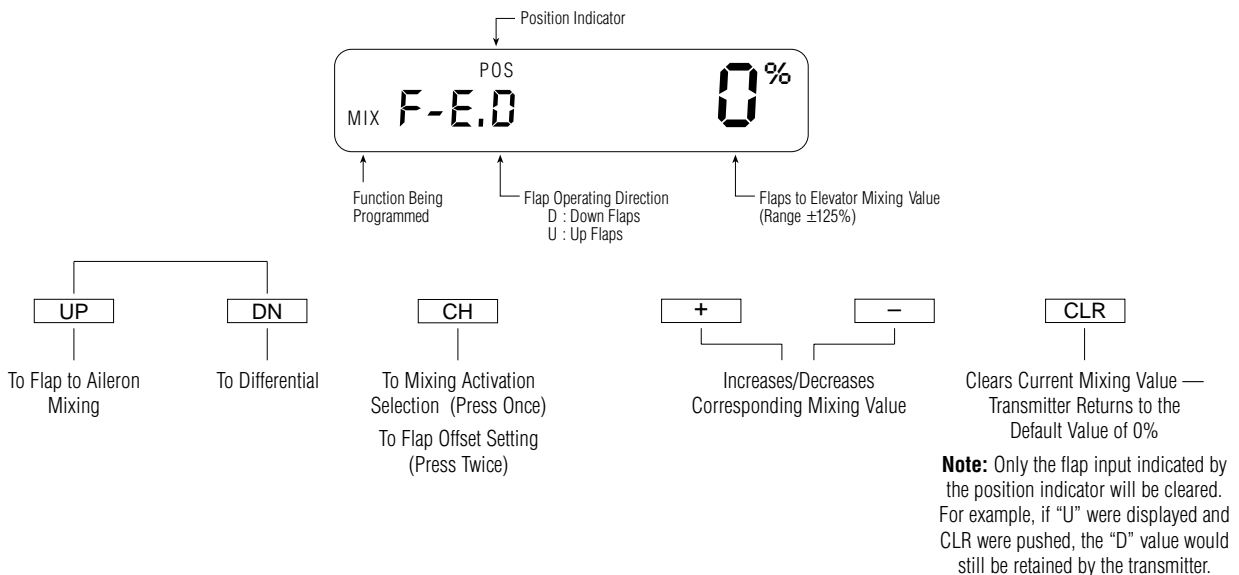 Position Indicator
POS
MIX F-E.D 0%
Function Being
Programmed
Flap Operating Direction
D : Down Flaps
U : Up Flaps
Flaps to Elevator Mixing Value
(Range ±125%)
UP
DN
CH
+
–
CLR
To Flap to Aileron
Mixing
To Differential
To Mixing Activation
Selection (Press Once)
To Flap Offset Setting
(Press Twice)
Increases/Decreases
Corresponding Mixing Value
Clears Current Mixing Value —
Transmitter Returns to the
Default Value of 0%
Note: Only the flap input indicated by
the position indicator will be cleared.
For example, if “U” were displayed and
CLR were pushed, the “D” value would
still be retained by the transmitter.